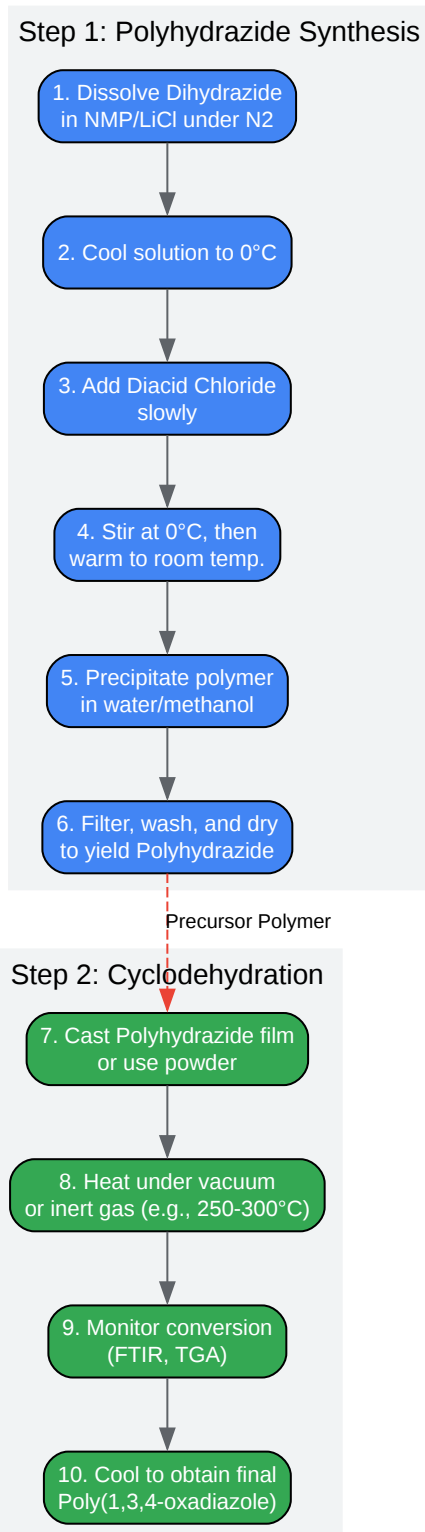 Step 1: Polyhydrazide Synthesis
1. Dissolve Dihydrazide
in NMP/LiCl under N2
2. Cool solution to 0°C
3. Add Diacid Chloride
slowly
4. Stir at 0°C, then
warm to room temp.
5. Precipitate polymer
in water/methanol
6. Filter, wash, and dry
to yield Polyhydrazide
Precursor Polymer
Step 2: Cyclodehydration
7. Cast Polyhydrazide film
or use powder
8. Heat under vacuum
or inert gas (e.g., 250-300°C)
9. Monitor conversion
(FTIR, TGA)
10. Cool to obtain final
Poly(1,3,4-oxadiazole)